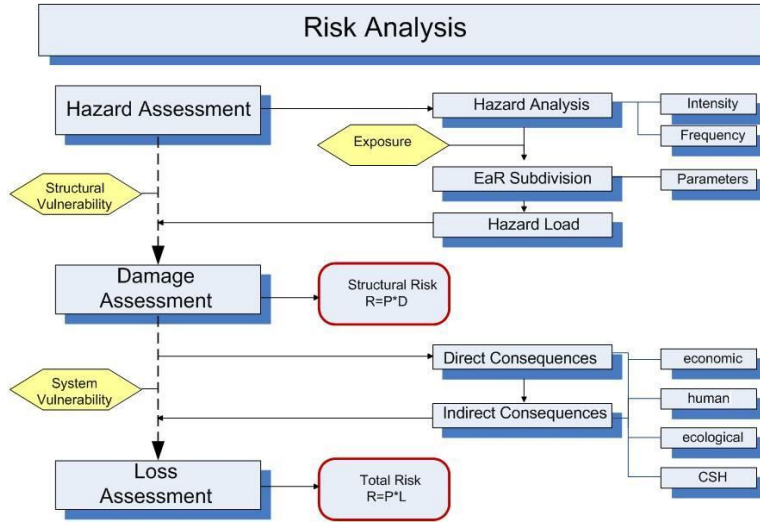 Risk Analysis
Hazard Assessment
Hazard Analysis
Intensity
Frequency
Exposure
EaR Subdivision
Parameters
Structural
Vulnerability
Hazard Load
Damage
Assessment
Structural Risk
R=P*D
Direct Consequences
economic
System
Vulnerability
human
Indirect Consequences
ecological
Loss
Assessment
Total Risk
R=P*L
CSH